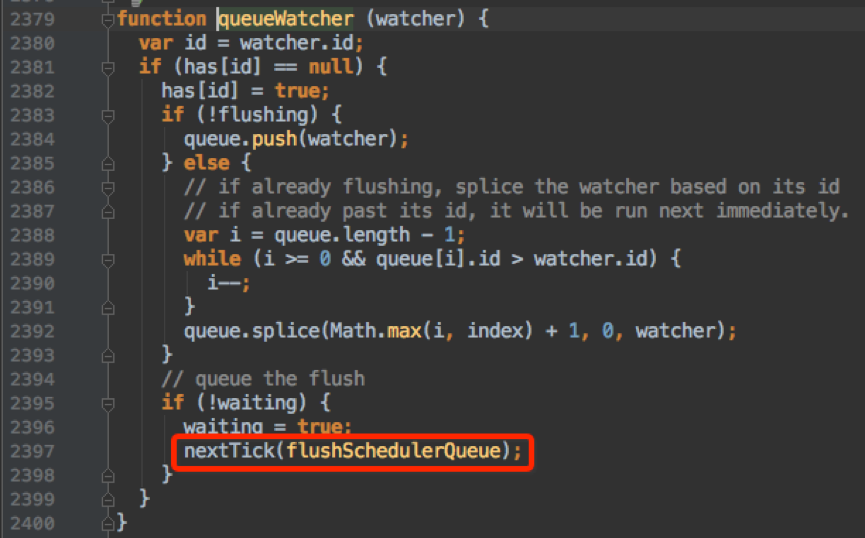 2379 function queueWatcher (watcher) {
2380   var id = watcher.id;
2381   if (has[id] == null) {
2382     has[id] = true;
2383     if (!flushing) {
2384       queue.push(watcher);
2385     } else {
2386       // if already flushing, splice the watcher based on its id
2387       // if already past its id, it will be run next immediately.
2388       var i = queue.length - 1;
2389       while (i >= 0 && queue[i].id > watcher.id) {
2390         i--;
2391       }
2392       queue.splice(Math.max(i, index) + 1, 0, watcher);
2393     }
2394     // queue the flush
2395     if (!waiting) {
2396       waiting = true;
2397       nextTick(flushSchedulerQueue);
2398     }
2399   }
2400 }